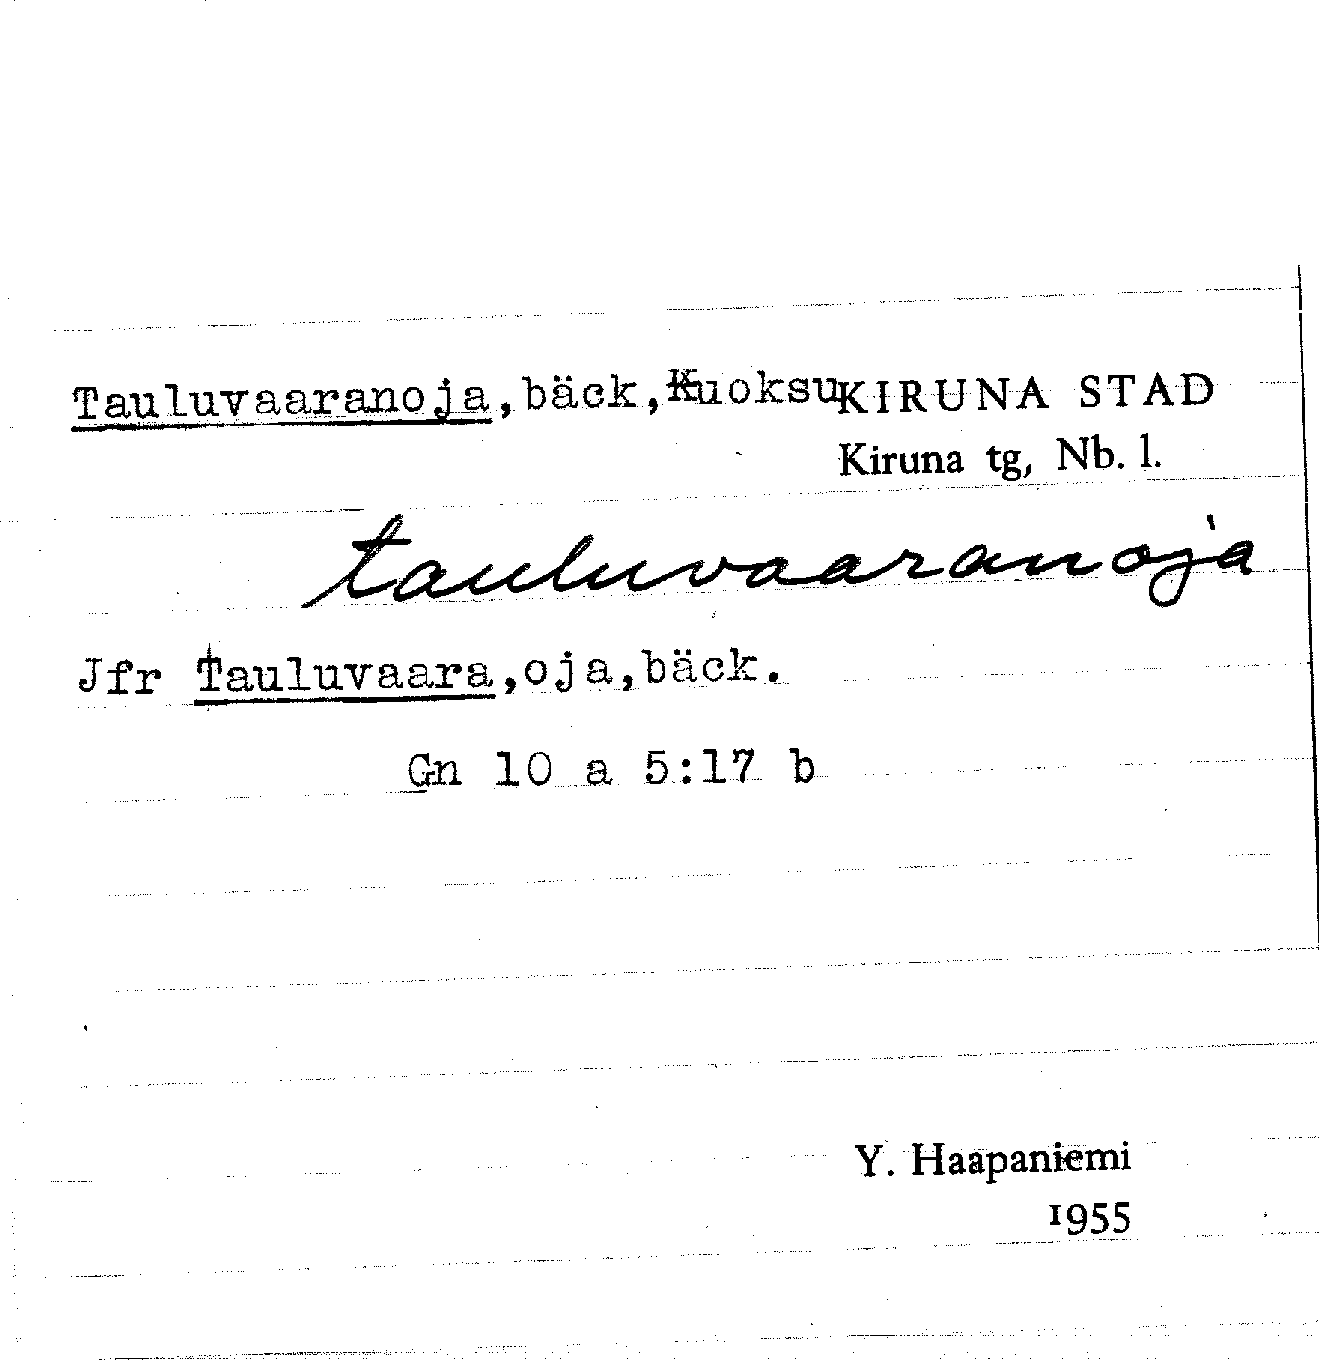 Tauluvaaranoja,bäck,Kuoksu KIRUNA STAD
Kiruna tg, Nb. l.
tauluvaaranoja
Jfr Tauluvaara,oja,bäck.
Gn 10 a 5:17 b
Y. Haapaniemi
1955